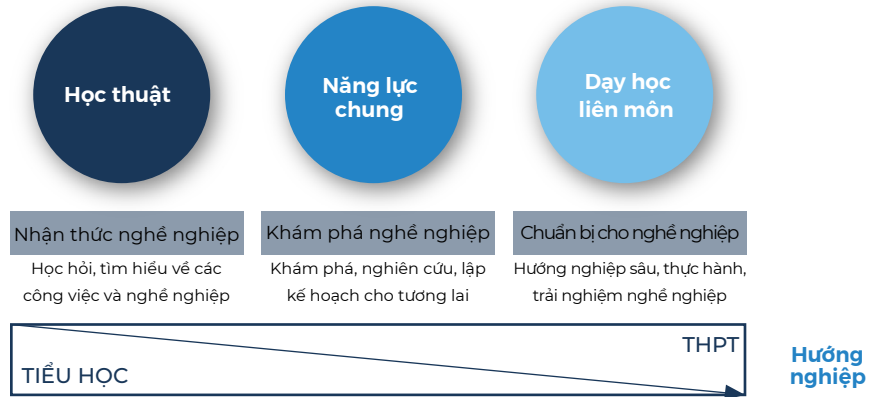 Học thuật
Năng lực
chung
Dạy học
liên môn
Nhận thức nghề nghiệp
Học hỏi, tìm hiểu về các
công việc và nghề nghiệp
Khám phá nghề nghiệp
Khám phá, nghiên cứu, lập
kế hoạch cho tương lai
Chuẩn bị cho nghề nghiệp
Hướng nghiệp sâu, thực hành,
trải nghiệm nghề nghiệp
THPT
TIỂU HỌC
Hướng
nghiệp